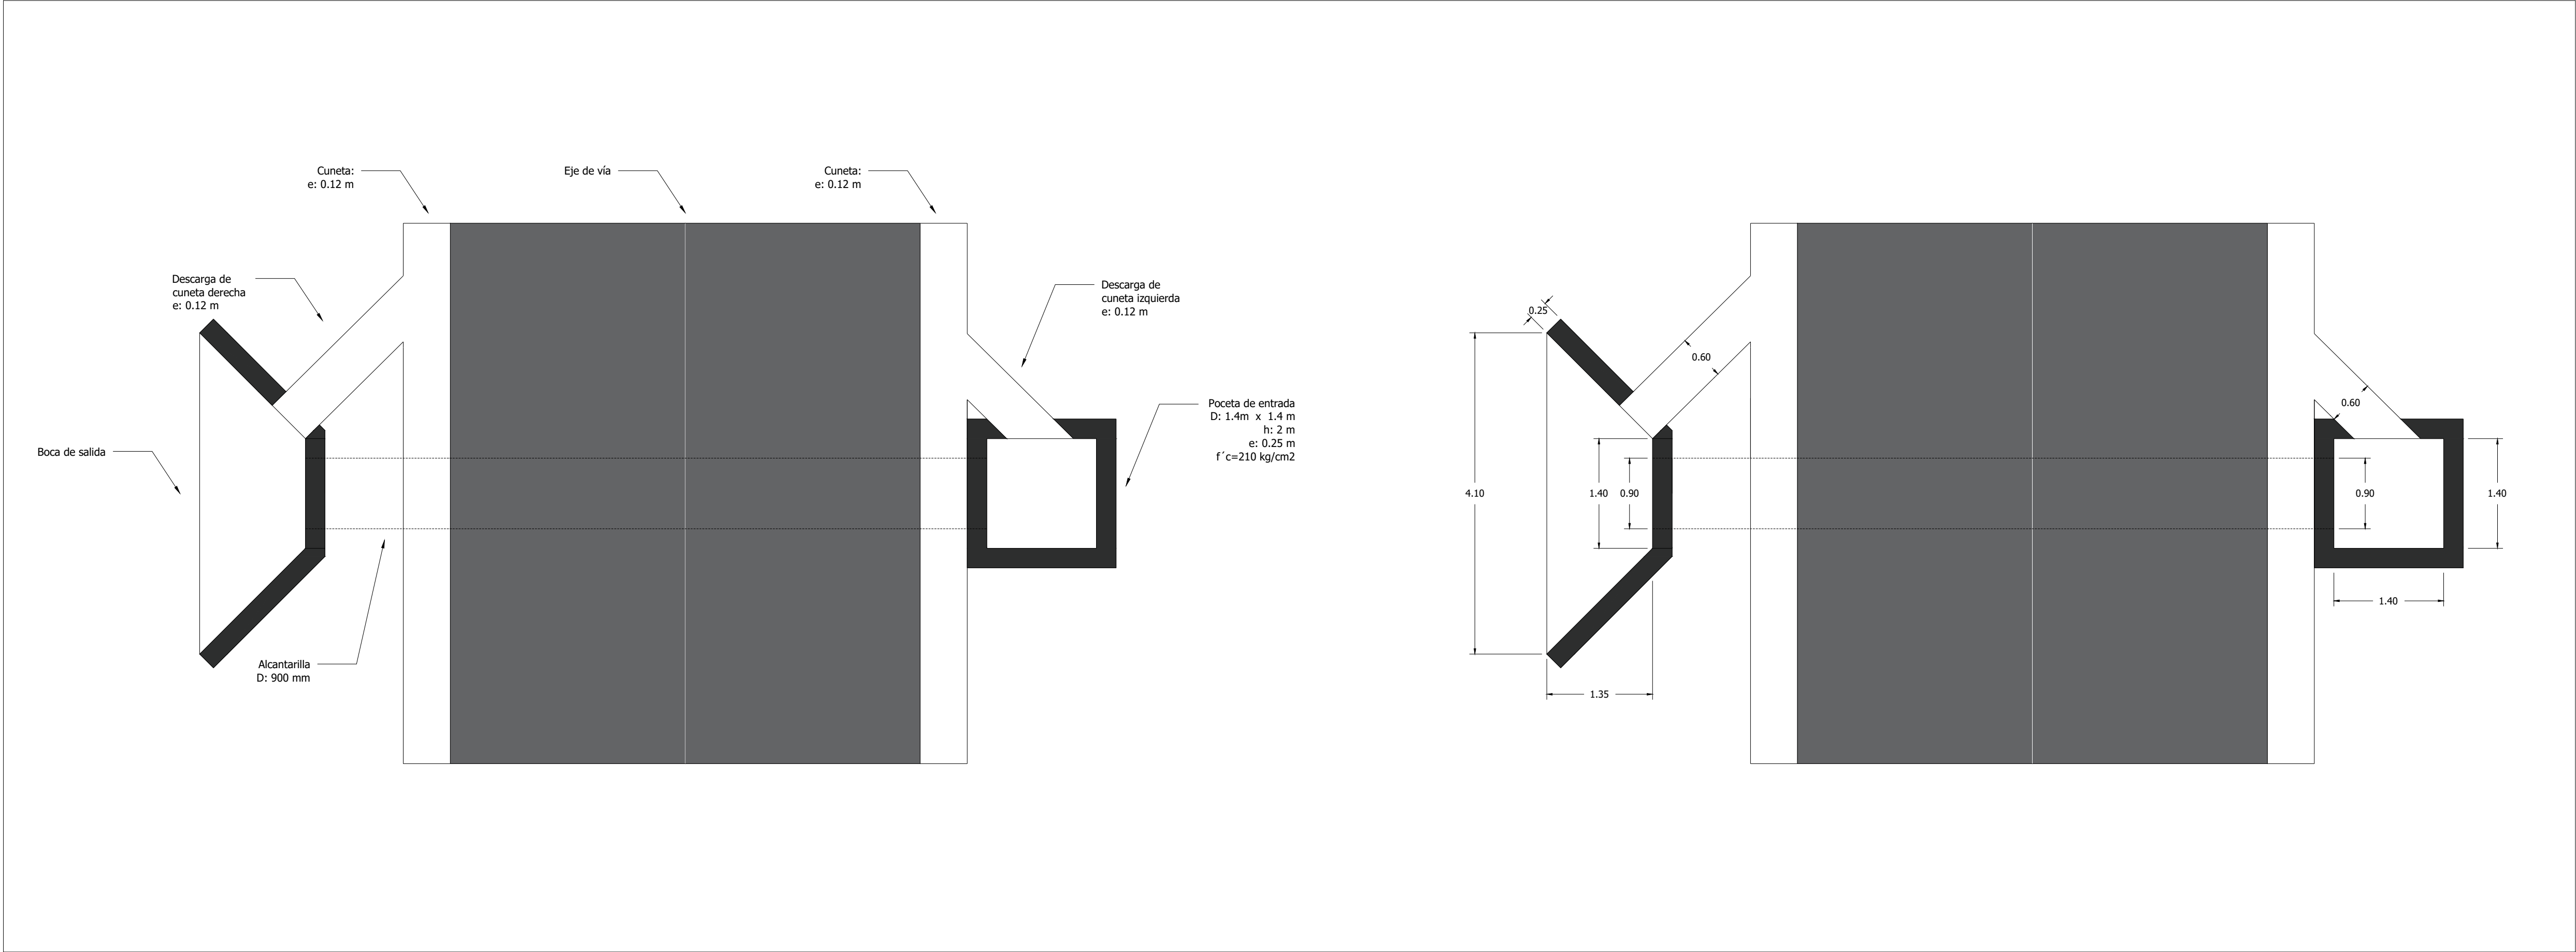 Cuneta:
e: 0.12 m
Eje de vía
Cuneta:
e: 0.12 m
Descarga de
cuneta derecha
e: 0.12 m
Descarga de
cuneta izquierda
e: 0.12 m
Poceta de entrada
D: 1.4m  x  1.4 m
h: 2 m
e: 0.25 m
f´c=210 kg/cm2
Boca de salida
Alcantarilla
D: 900 mm
0.25
0.60
0.60
4.10
1.40
0.90
0.90
1.40
1.40
1.35